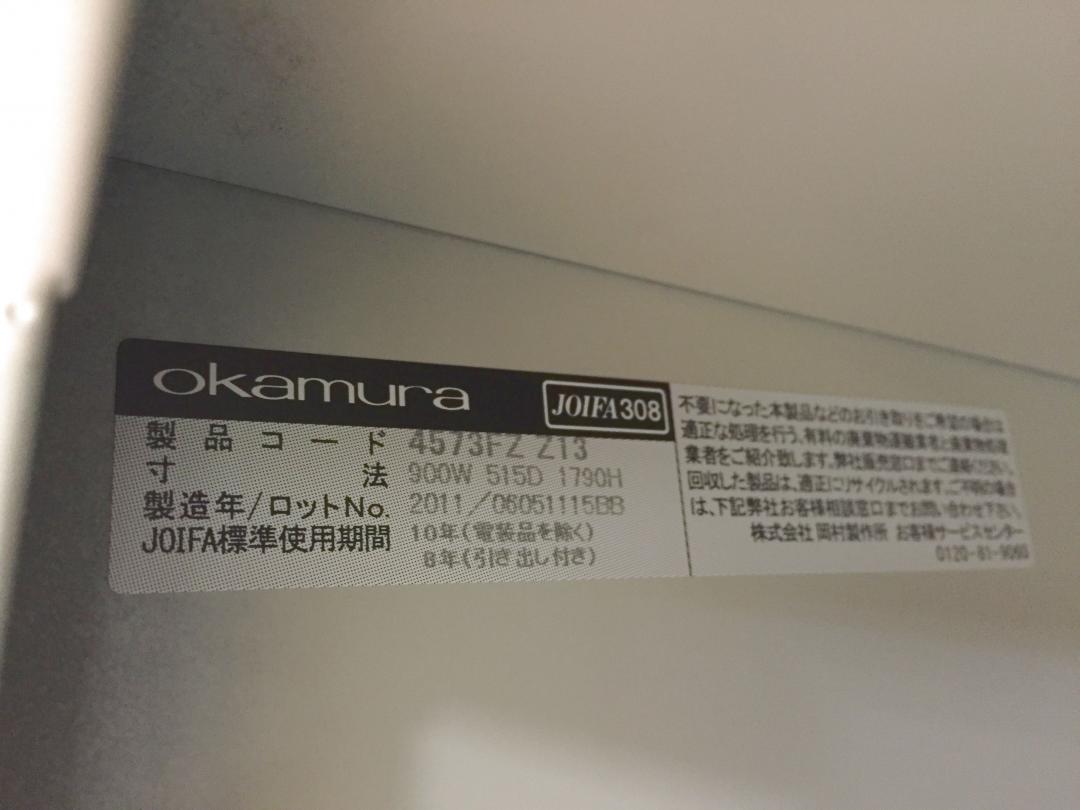 okamura
JOIFA308
製品コード 4573FZ Z13
寸法 900W 515D 1790H
製造年/ロットNo. 2011/06051115BB
JOIFA標準使用期間 10年(電装品を除く)
8年(引き出し付き)
不要になった本製品などのお引き取りをご希望の場合は
適正な処理を行う、有料の廃棄物運搬業者と廃棄物処理
業者をご紹介致します。弊社販売窓口までご連絡ください。
回収した製品は、適正にリサイクルされます。ご不明の場合
は、下記弊社お客様相談窓口までお問い合わせ下さい。
株式会社 岡村製作所 お客様サービスセンター
0120-81-9060